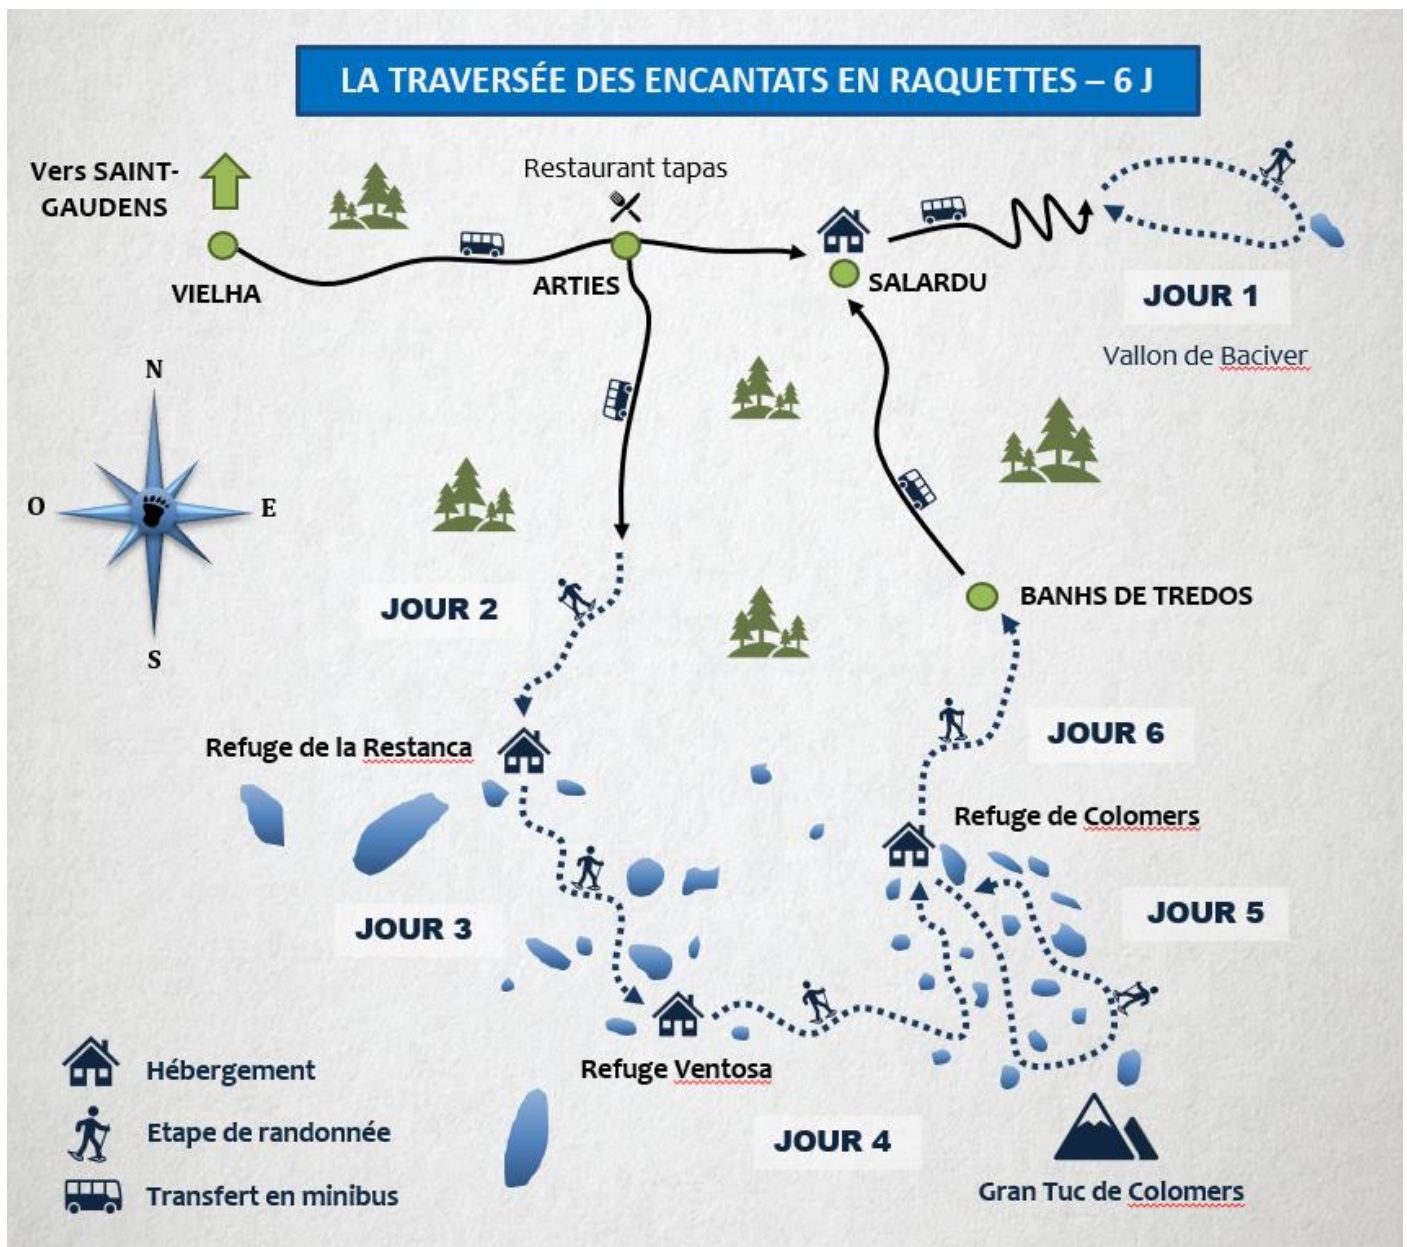 LA TRAVERSÉE DES ENCANTATS EN RAQUETTES – 6 J
Vers SAINT-
GAUDENS
Restaurant tapas
VIELHA
ARTIES
SALARDU
JOUR 1
Vallon de Baciver
N
O
E
S
JOUR 2
BANHS DE TREDOS
Refuge de la Restanca
JOUR 6
Refuge de Colomers
JOUR 3
JOUR 5
Refuge Ventosa
JOUR 4
Gran Tuc de Colomers
Hébergement
Etape de randonnée
Transfert en minibus